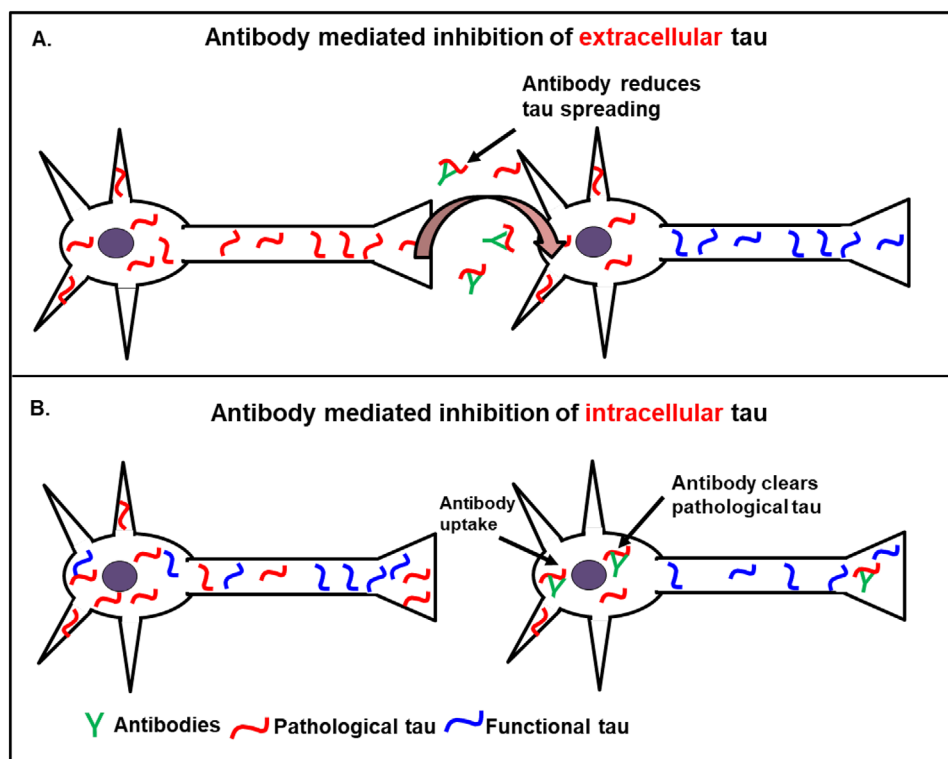 A.
Antibody mediated inhibition of extracellular tau
Antibody reduces
tau spreading
B.
Antibody mediated inhibition of intracellular tau
Antibody
uptake
Antibody clears
pathological tau
Antibodies
Pathological tau
Functional tau